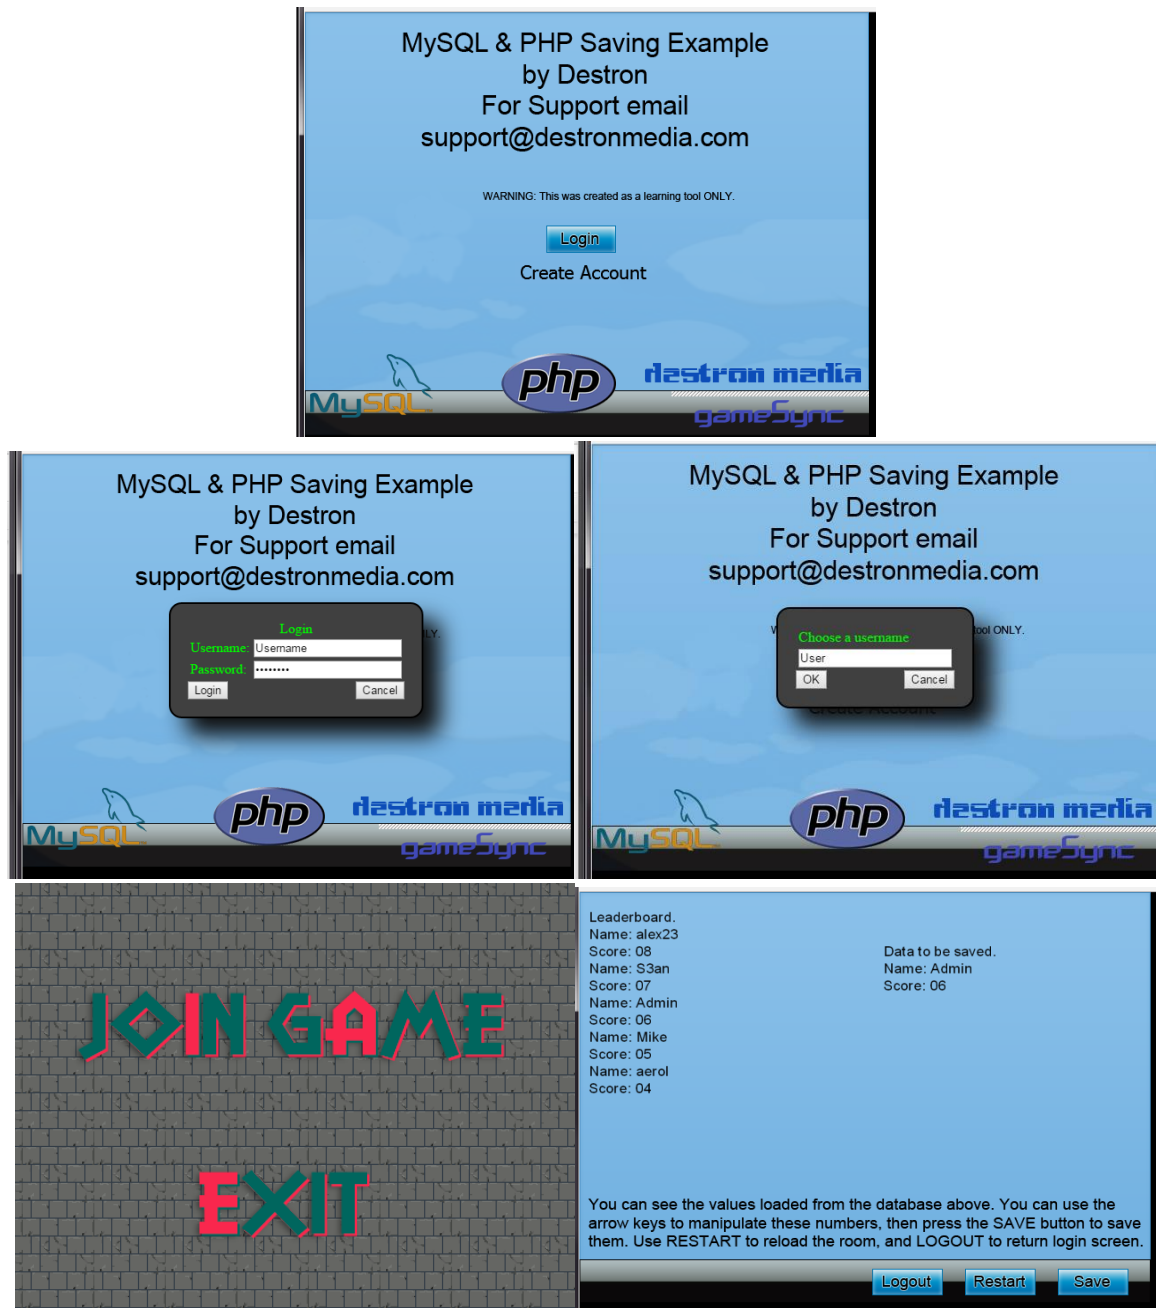 MySQL & PHP Saving Example
by Destron
For Support email
support@destronmedia.com
WARNING: This was created as a learning tool ONLY.
Login
Create Account
MySQL
php
destron media
gameSync
MySQL & PHP Saving Example
by Destron
For Support email
support@destronmedia.com
LY.
Login
Username: Username
Password: ••••••••
Login Cancel
MySQL
php
destron media
gameSync
MySQL & PHP Saving Example
by Destron
For Support email
support@destronmedia.com
W tool ONLY.
Choose a username
User
OK Cancel
Create Account
MySQL
php
destron media
gameSync
JOIN GAME
EXIT
Leaderboard.
Name: alex23
Score: 08
Name: S3an
Score: 07
Name: Admin
Score: 06
Name: Mike
Score: 05
Name: aerol
Score: 04
Data to be saved.
Name: Admin
Score: 06
You can see the values loaded from the database above. You can use the
arrow keys to manipulate these numbers, then press the SAVE button to save
them. Use RESTART to reload the room, and LOGOUT to return login screen.
Logout Restart Save